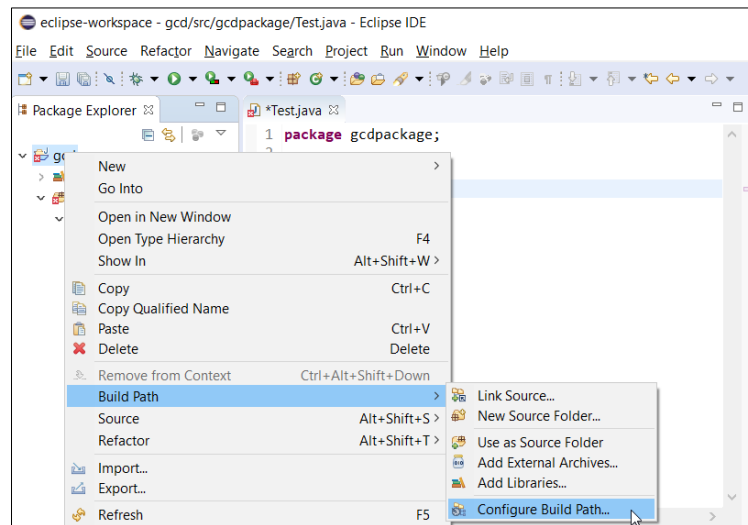 eclipse-workspace - gcd/src/gcdpackage/Test.java - Eclipse IDE
File Edit Source Refactor Navigate Search Project Run Window Help
Package Explorer
*Test.java
1 package gcdpackage;
2
New
Go Into
Open in New Window
Open Type Hierarchy F4
Show In Alt+Shift+W >
Copy Ctrl+C
Copy Qualified Name
Paste Ctrl+V
Delete Delete
Remove from Context Ctrl+Alt+Shift+Down
Build Path
Source Alt+Shift+S >
Refactor Alt+Shift+T >
Import...
Export...
Refresh F5
Link Source...
New Source Folder...
Use as Source Folder
Add External Archives...
Add Libraries...
Configure Build Path...